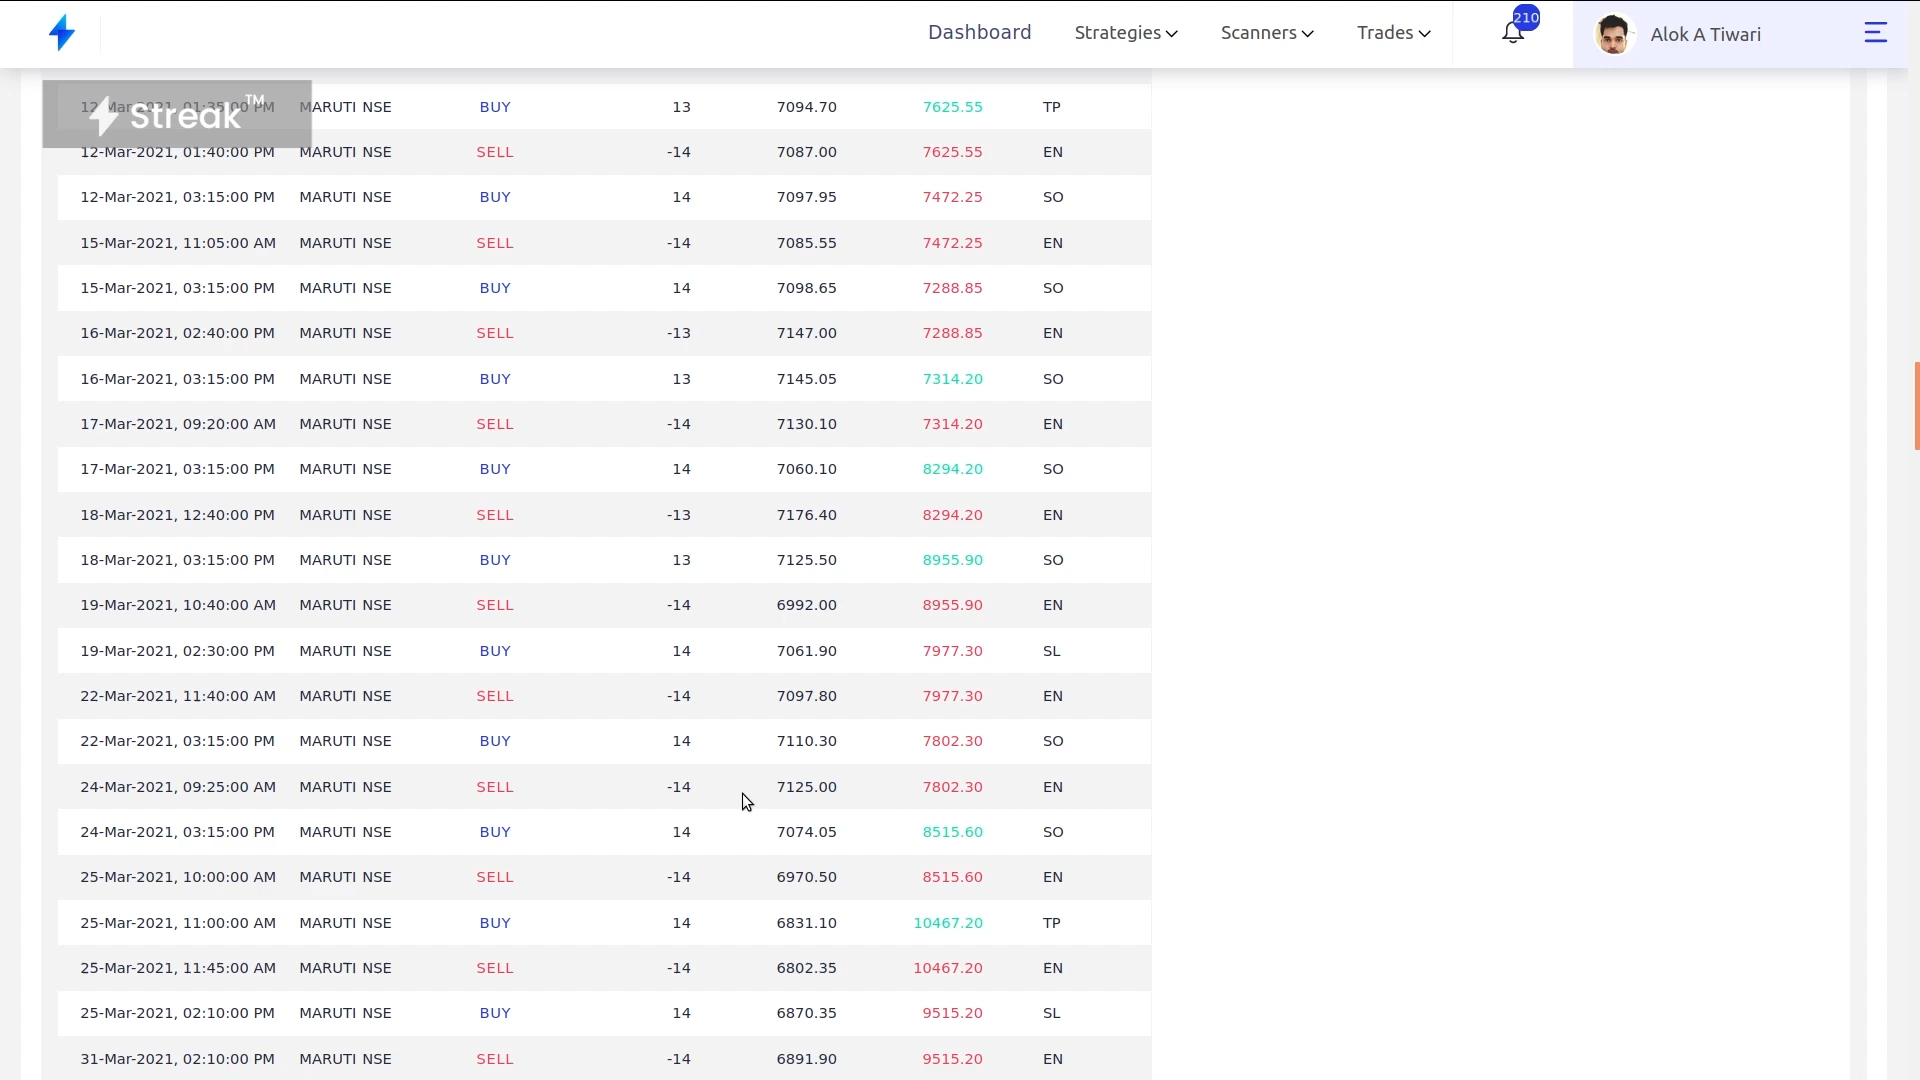 Dashboard Strategies Scanners Trades 210 Alok A Tiwari
Streak™
12-Mar-2021, 01:35:00 PM MARUTI NSE BUY 13 7094.70 7625.55 TP
12-Mar-2021, 01:40:00 PM MARUTI NSE SELL -14 7087.00 7625.55 EN
12-Mar-2021, 03:15:00 PM MARUTI NSE BUY 14 7097.95 7472.25 SO
15-Mar-2021, 11:05:00 AM MARUTI NSE SELL -14 7085.55 7472.25 EN
15-Mar-2021, 03:15:00 PM MARUTI NSE BUY 14 7098.65 7288.85 SO
16-Mar-2021, 02:40:00 PM MARUTI NSE SELL -13 7147.00 7288.85 EN
16-Mar-2021, 03:15:00 PM MARUTI NSE BUY 13 7145.05 7314.20 SO
17-Mar-2021, 09:20:00 AM MARUTI NSE SELL -14 7130.10 7314.20 EN
17-Mar-2021, 03:15:00 PM MARUTI NSE BUY 14 7060.10 8294.20 SO
18-Mar-2021, 12:40:00 PM MARUTI NSE SELL -13 7176.40 8294.20 EN
18-Mar-2021, 03:15:00 PM MARUTI NSE BUY 13 7125.50 8955.90 SO
19-Mar-2021, 10:40:00 AM MARUTI NSE SELL -14 6992.00 8955.90 EN
19-Mar-2021, 02:30:00 PM MARUTI NSE BUY 14 7061.90 7977.30 SL
22-Mar-2021, 11:40:00 AM MARUTI NSE SELL -14 7097.80 7977.30 EN
22-Mar-2021, 03:15:00 PM MARUTI NSE BUY 14 7110.30 7802.30 SO
24-Mar-2021, 09:25:00 AM MARUTI NSE SELL -14 7125.00 7802.30 EN
24-Mar-2021, 03:15:00 PM MARUTI NSE BUY 14 7074.05 8515.60 SO
25-Mar-2021, 10:00:00 AM MARUTI NSE SELL -14 6970.50 8515.60 EN
25-Mar-2021, 11:00:00 AM MARUTI NSE BUY 14 6831.10 10467.20 TP
25-Mar-2021, 11:45:00 AM MARUTI NSE SELL -14 6802.35 10467.20 EN
25-Mar-2021, 02:10:00 PM MARUTI NSE BUY 14 6870.35 9515.20 SL
31-Mar-2021, 02:10:00 PM MARUTI NSE SELL -14 6891.90 9515.20 EN